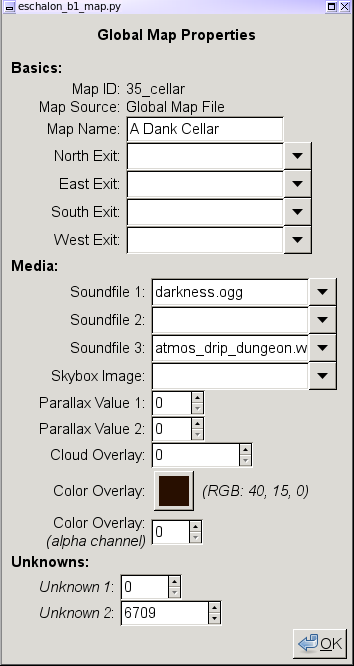 eschalon_b1_map.py
Global Map Properties
Basics:
Map ID: 35_cellar
Map Source: Global Map File
Map Name: A Dank Cellar
North Exit:
East Exit:
South Exit:
West Exit:
Media:
Soundfile 1: darkness.ogg
Soundfile 2:
Soundfile 3: atmos_drip_dungeon.w
Skybox Image:
Parallax Value 1: 0
Parallax Value 2: 0
Cloud Overlay: 0
Color Overlay: (RGB: 40, 15, 0)
Color Overlay:
(alpha channel) 0
Unknowns:
Unknown 1: 0
Unknown 2: 6709
OK